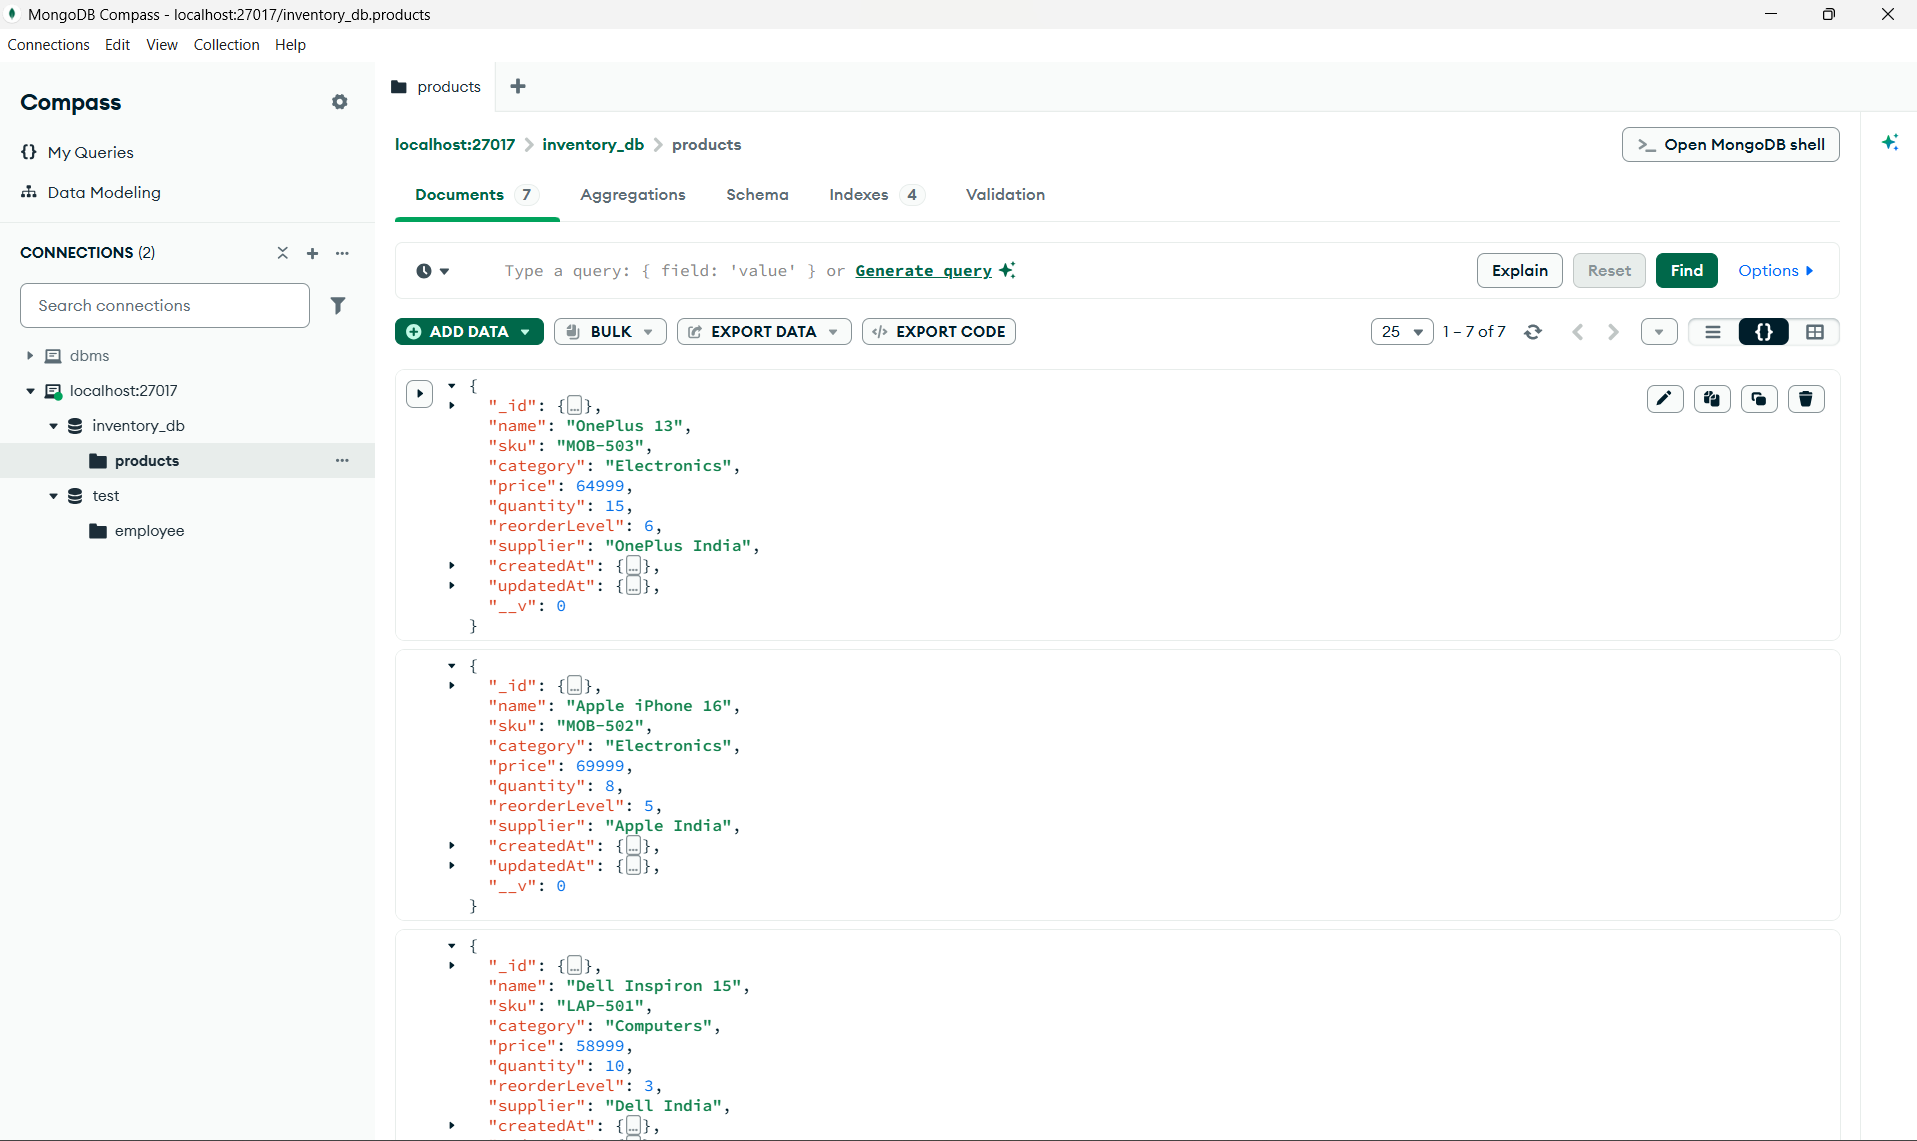 MongoDB Compass - localhost:27017/inventory_db.products
Connections Edit View Collection Help
Compass
My Queries
Data Modeling
CONNECTIONS (2)
Search connections
dbms
localhost:27017
inventory_db
products
test
employee
products
localhost:27017 inventory_db products
>_ Open MongoDB shell
Documents 7 Aggregations Schema Indexes 4 Validation
Type a query: { field: 'value' } or Generate query
Explain Reset Find Options
ADD DATA BULK EXPORT DATA EXPORT CODE
25 1 – 7 of 7
{
"_id": {…},
"name": "OnePlus 13",
"sku": "MOB-503",
"category": "Electronics",
"price": 64999,
"quantity": 15,
"reorderLevel": 6,
"supplier": "OnePlus India",
"createdAt": {…},
"updatedAt": {…},
"__v": 0
}
{
"_id": {…},
"name": "Apple iPhone 16",
"sku": "MOB-502",
"category": "Electronics",
"price": 69999,
"quantity": 8,
"reorderLevel": 5,
"supplier": "Apple India",
"createdAt": {…},
"updatedAt": {…},
"__v": 0
}
{
"_id": {…},
"name": "Dell Inspiron 15",
"sku": "LAP-501",
"category": "Computers",
"price": 58999,
"quantity": 10,
"reorderLevel": 3,
"supplier": "Dell India",
"createdAt": {…},